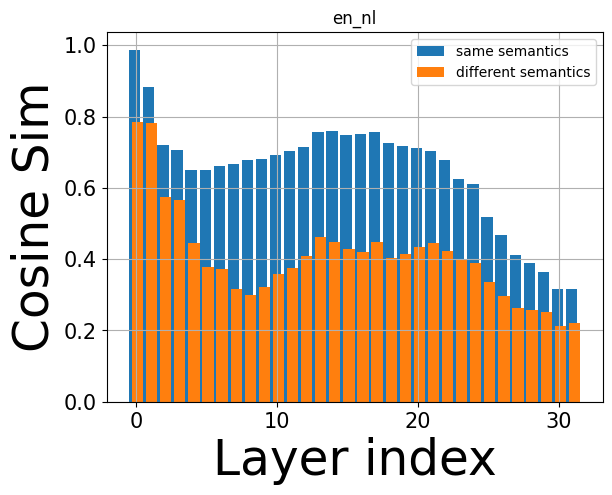 en_nl
same semantics
different semantics
Cosine Sim
1.0
0.8
0.6
0.4
0.2
0.0
0 10 20 30
Layer index